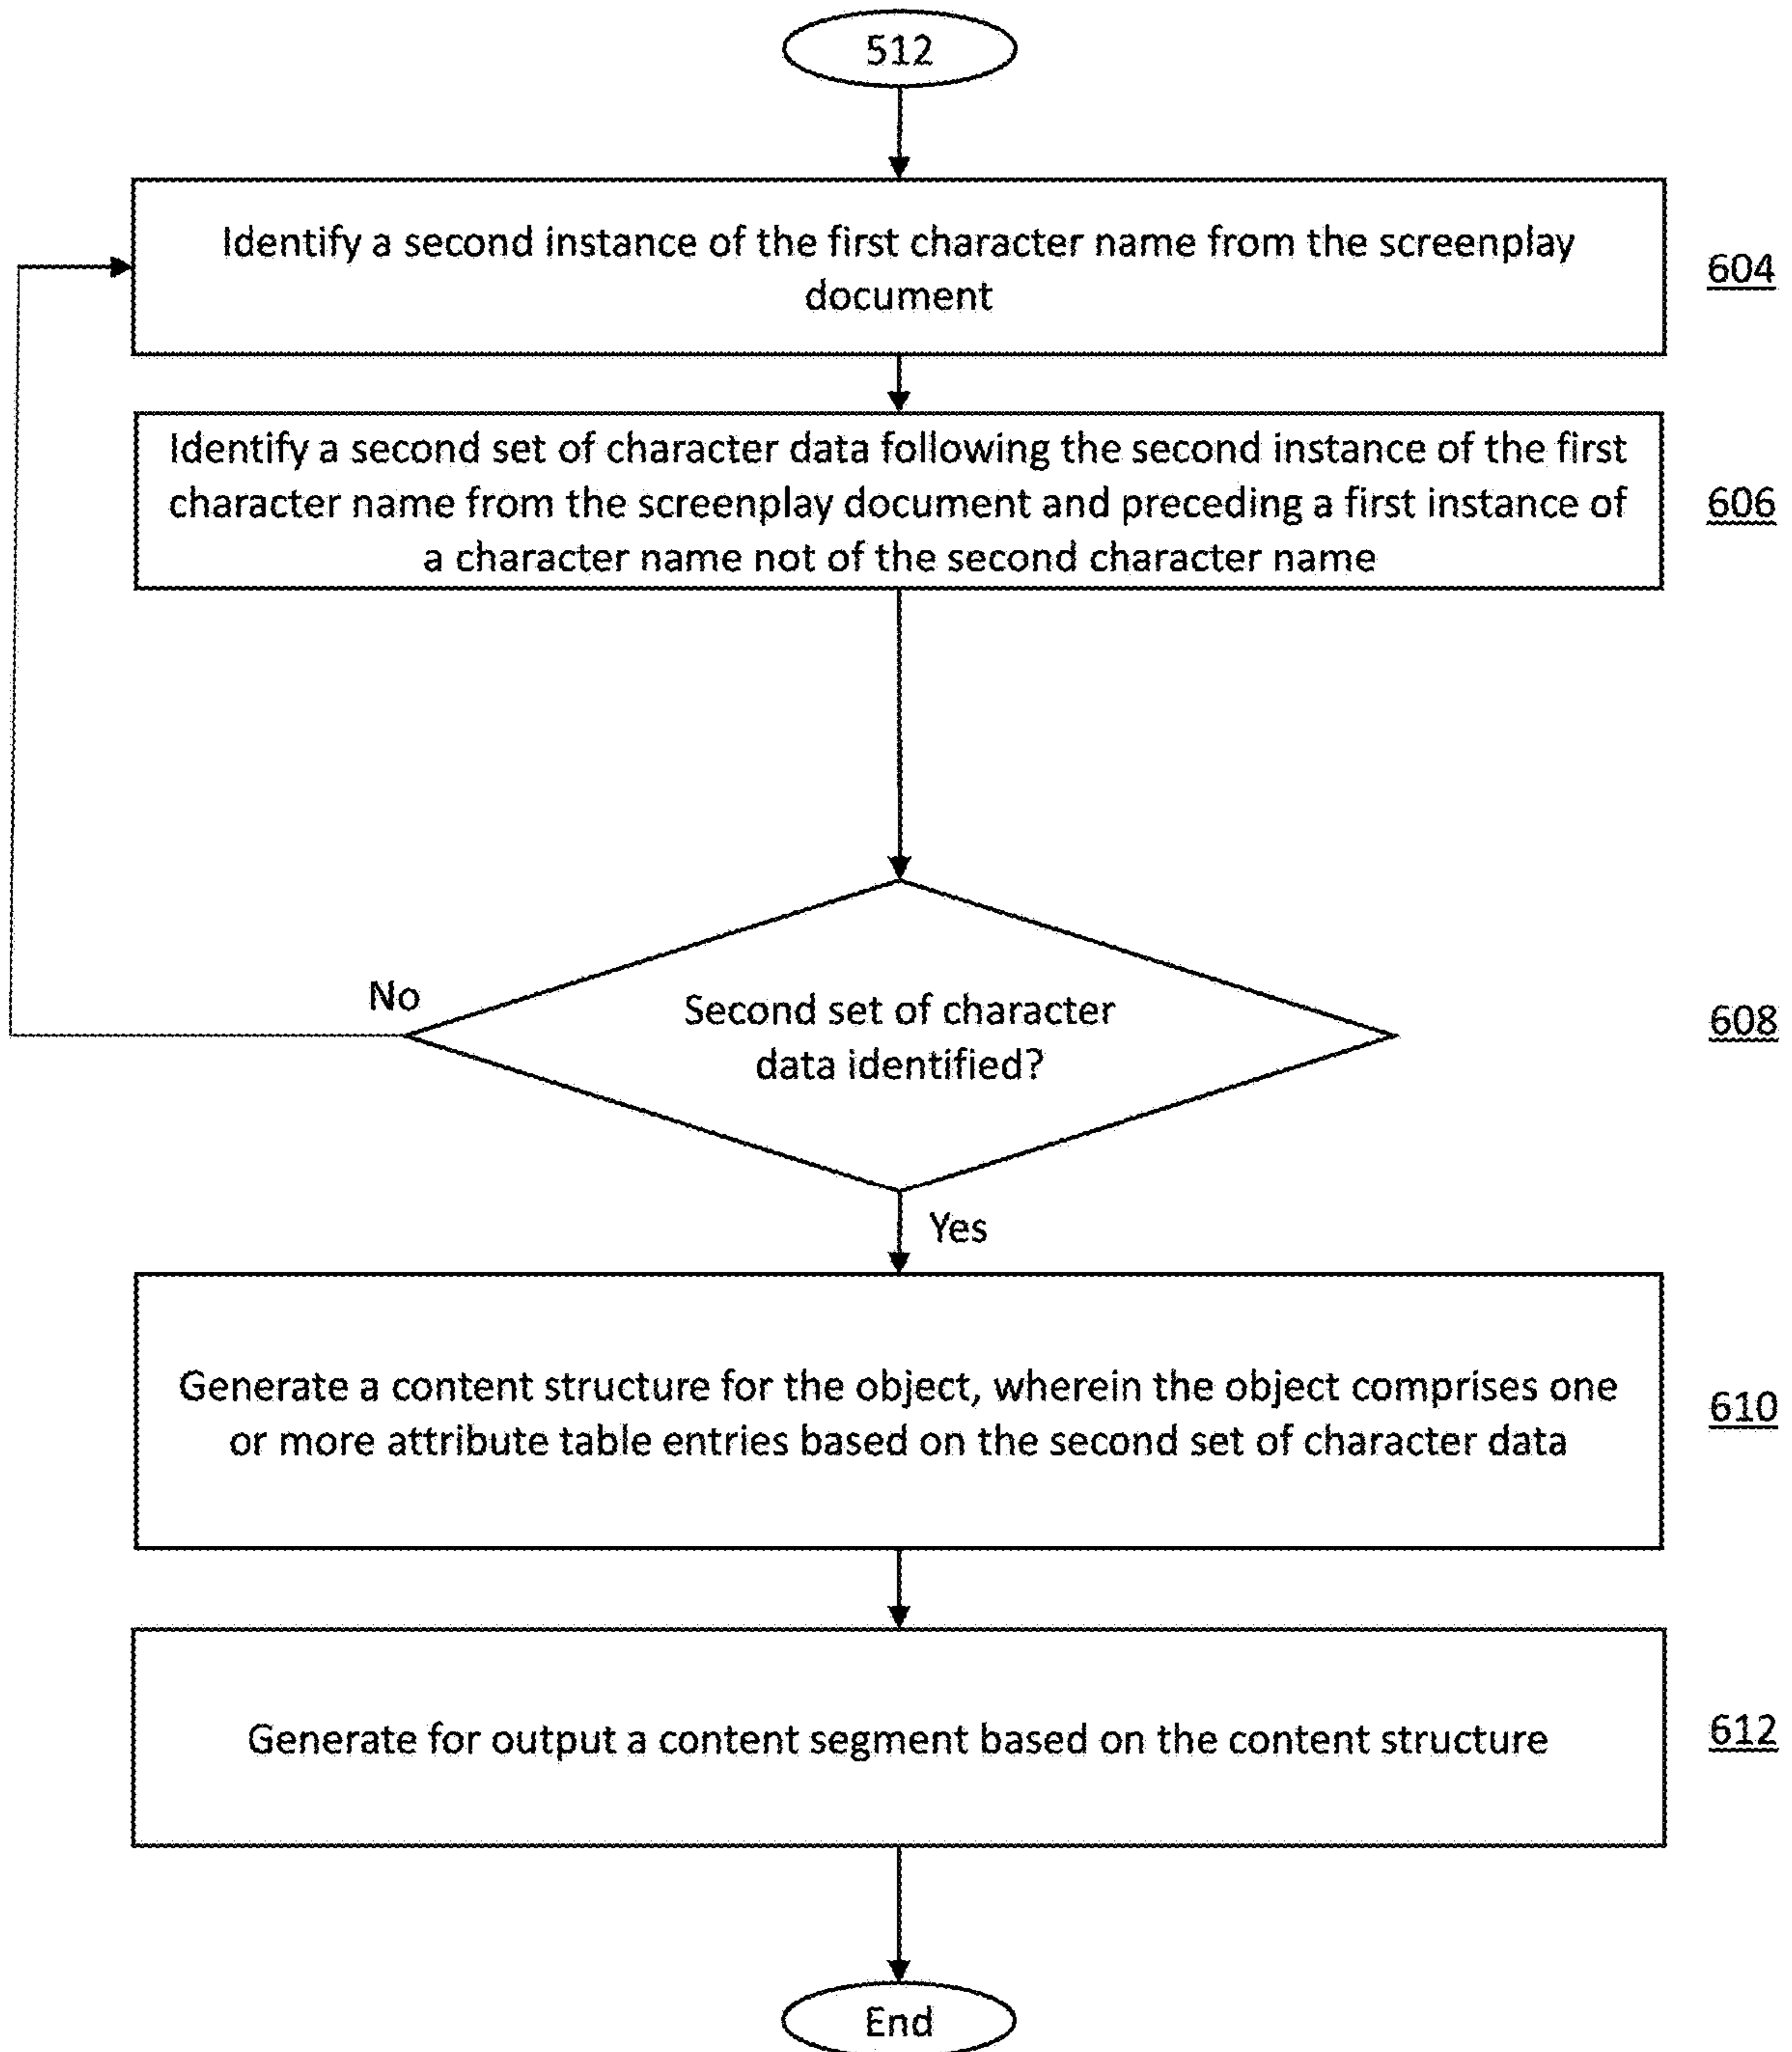 512
Identify a second instance of the first character name from the screenplay
document
604
Identify a second set of character data following the second instance of the first
character name from the screenplay document and preceding a first instance of
a character name not of the second character name
606
No
Second set of character
data identified?
608
Yes
Generate a content structure for the object, wherein the object comprises one
or more attribute table entries based on the second set of character data
610
Generate for output a content segment based on the content structure
612
End